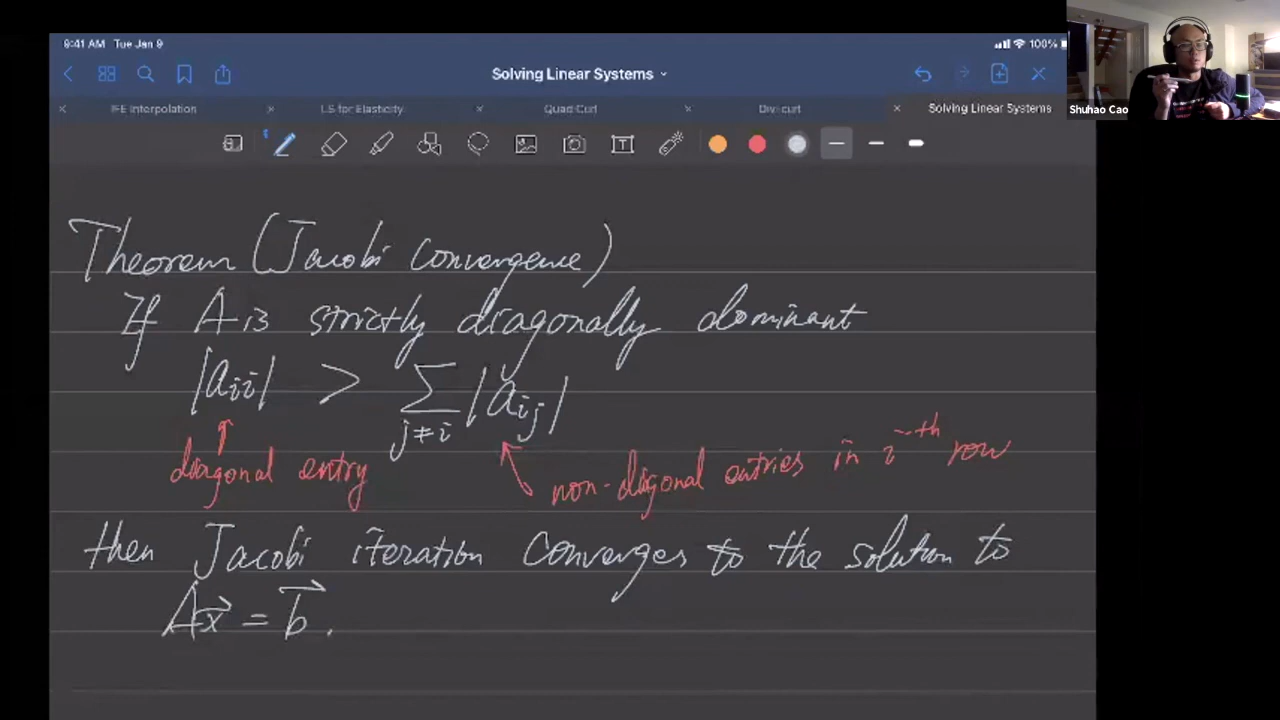 9:41 AM Tue Jan 9
100%
Solving Linear Systems
IFE Interpolation
LS for Elasticity
Quad Curl
Div-curl
Solving Linear Systems
Shuhao Cao
Theorem (Jacobi Convergence)
If A is strictly diagonally dominant
|aii| > ∑j≠i |aij|
diagonal entry
non-diagonal entries in i-th row
then Jacobi iteration converges to the solution to
Ax⃗ = b⃗.